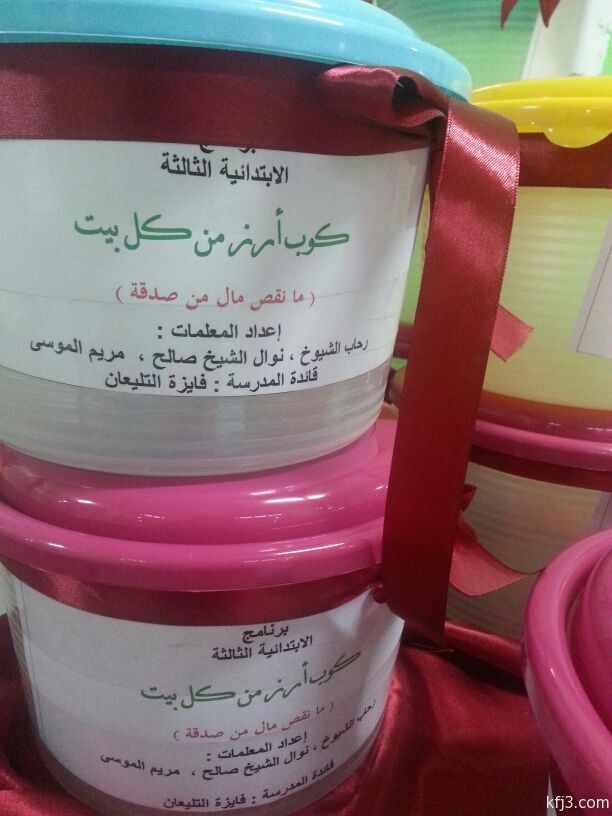 برنامج
الابتدائية الثالثة
كوب أرز من كل بيت
( ما نقص مال من صدقة )
إعداد المعلمات :
رحاب الشيوخ ، نوال الشيخ صالح ، مريم الموسى
قائدة المدرسة : فايزة التليعان
برنامج
الابتدائية الثالثة
كوب أرز من كل بيت
( ما نقص مال من صدقة )
إعداد المعلمات :
رحاب الشيوخ ، نوال الشيخ صالح ، مريم الموسى
قائدة المدرسة : فايزة التليعان
kfj3.com